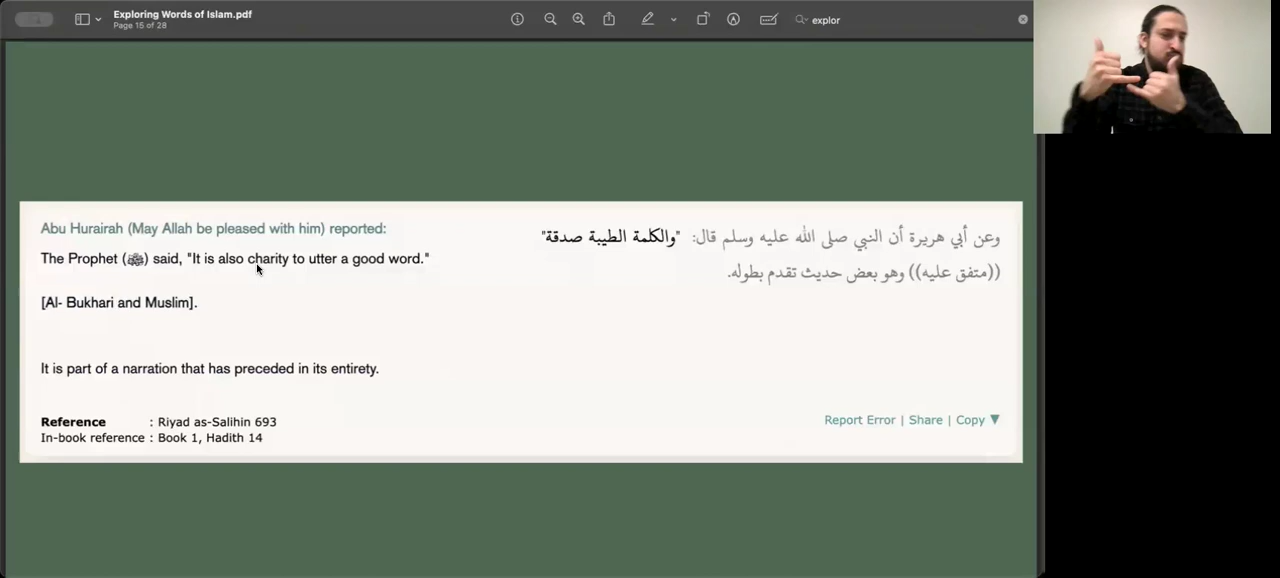 Exploring Words of Islam.pdf
Page 15 of 28
explor
Abu Hurairah (May Allah be pleased with him) reported:
The Prophet (ﷺ) said, "It is also charity to utter a good word."
[Al- Bukhari and Muslim].
It is part of a narration that has preceded in its entirety.
وعن أبي هريرة أن النبي صلى الله عليه وسلم قال: "والكلمة الطيبة صدقة"
((متفق عليه)) وهو بعض حديث تقدم بطوله.
Reference : Riyad as-Salihin 693
In-book reference : Book 1, Hadith 14
Report Error | Share | Copy ▼